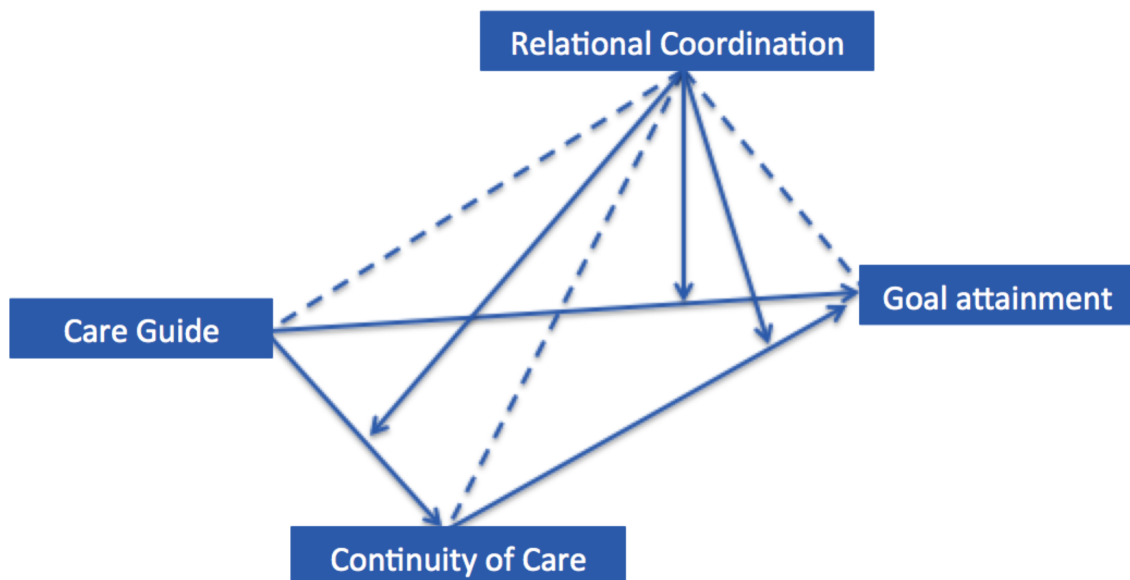 Relational Coordination
Goal attainment
Care Guide
Continuity of Care